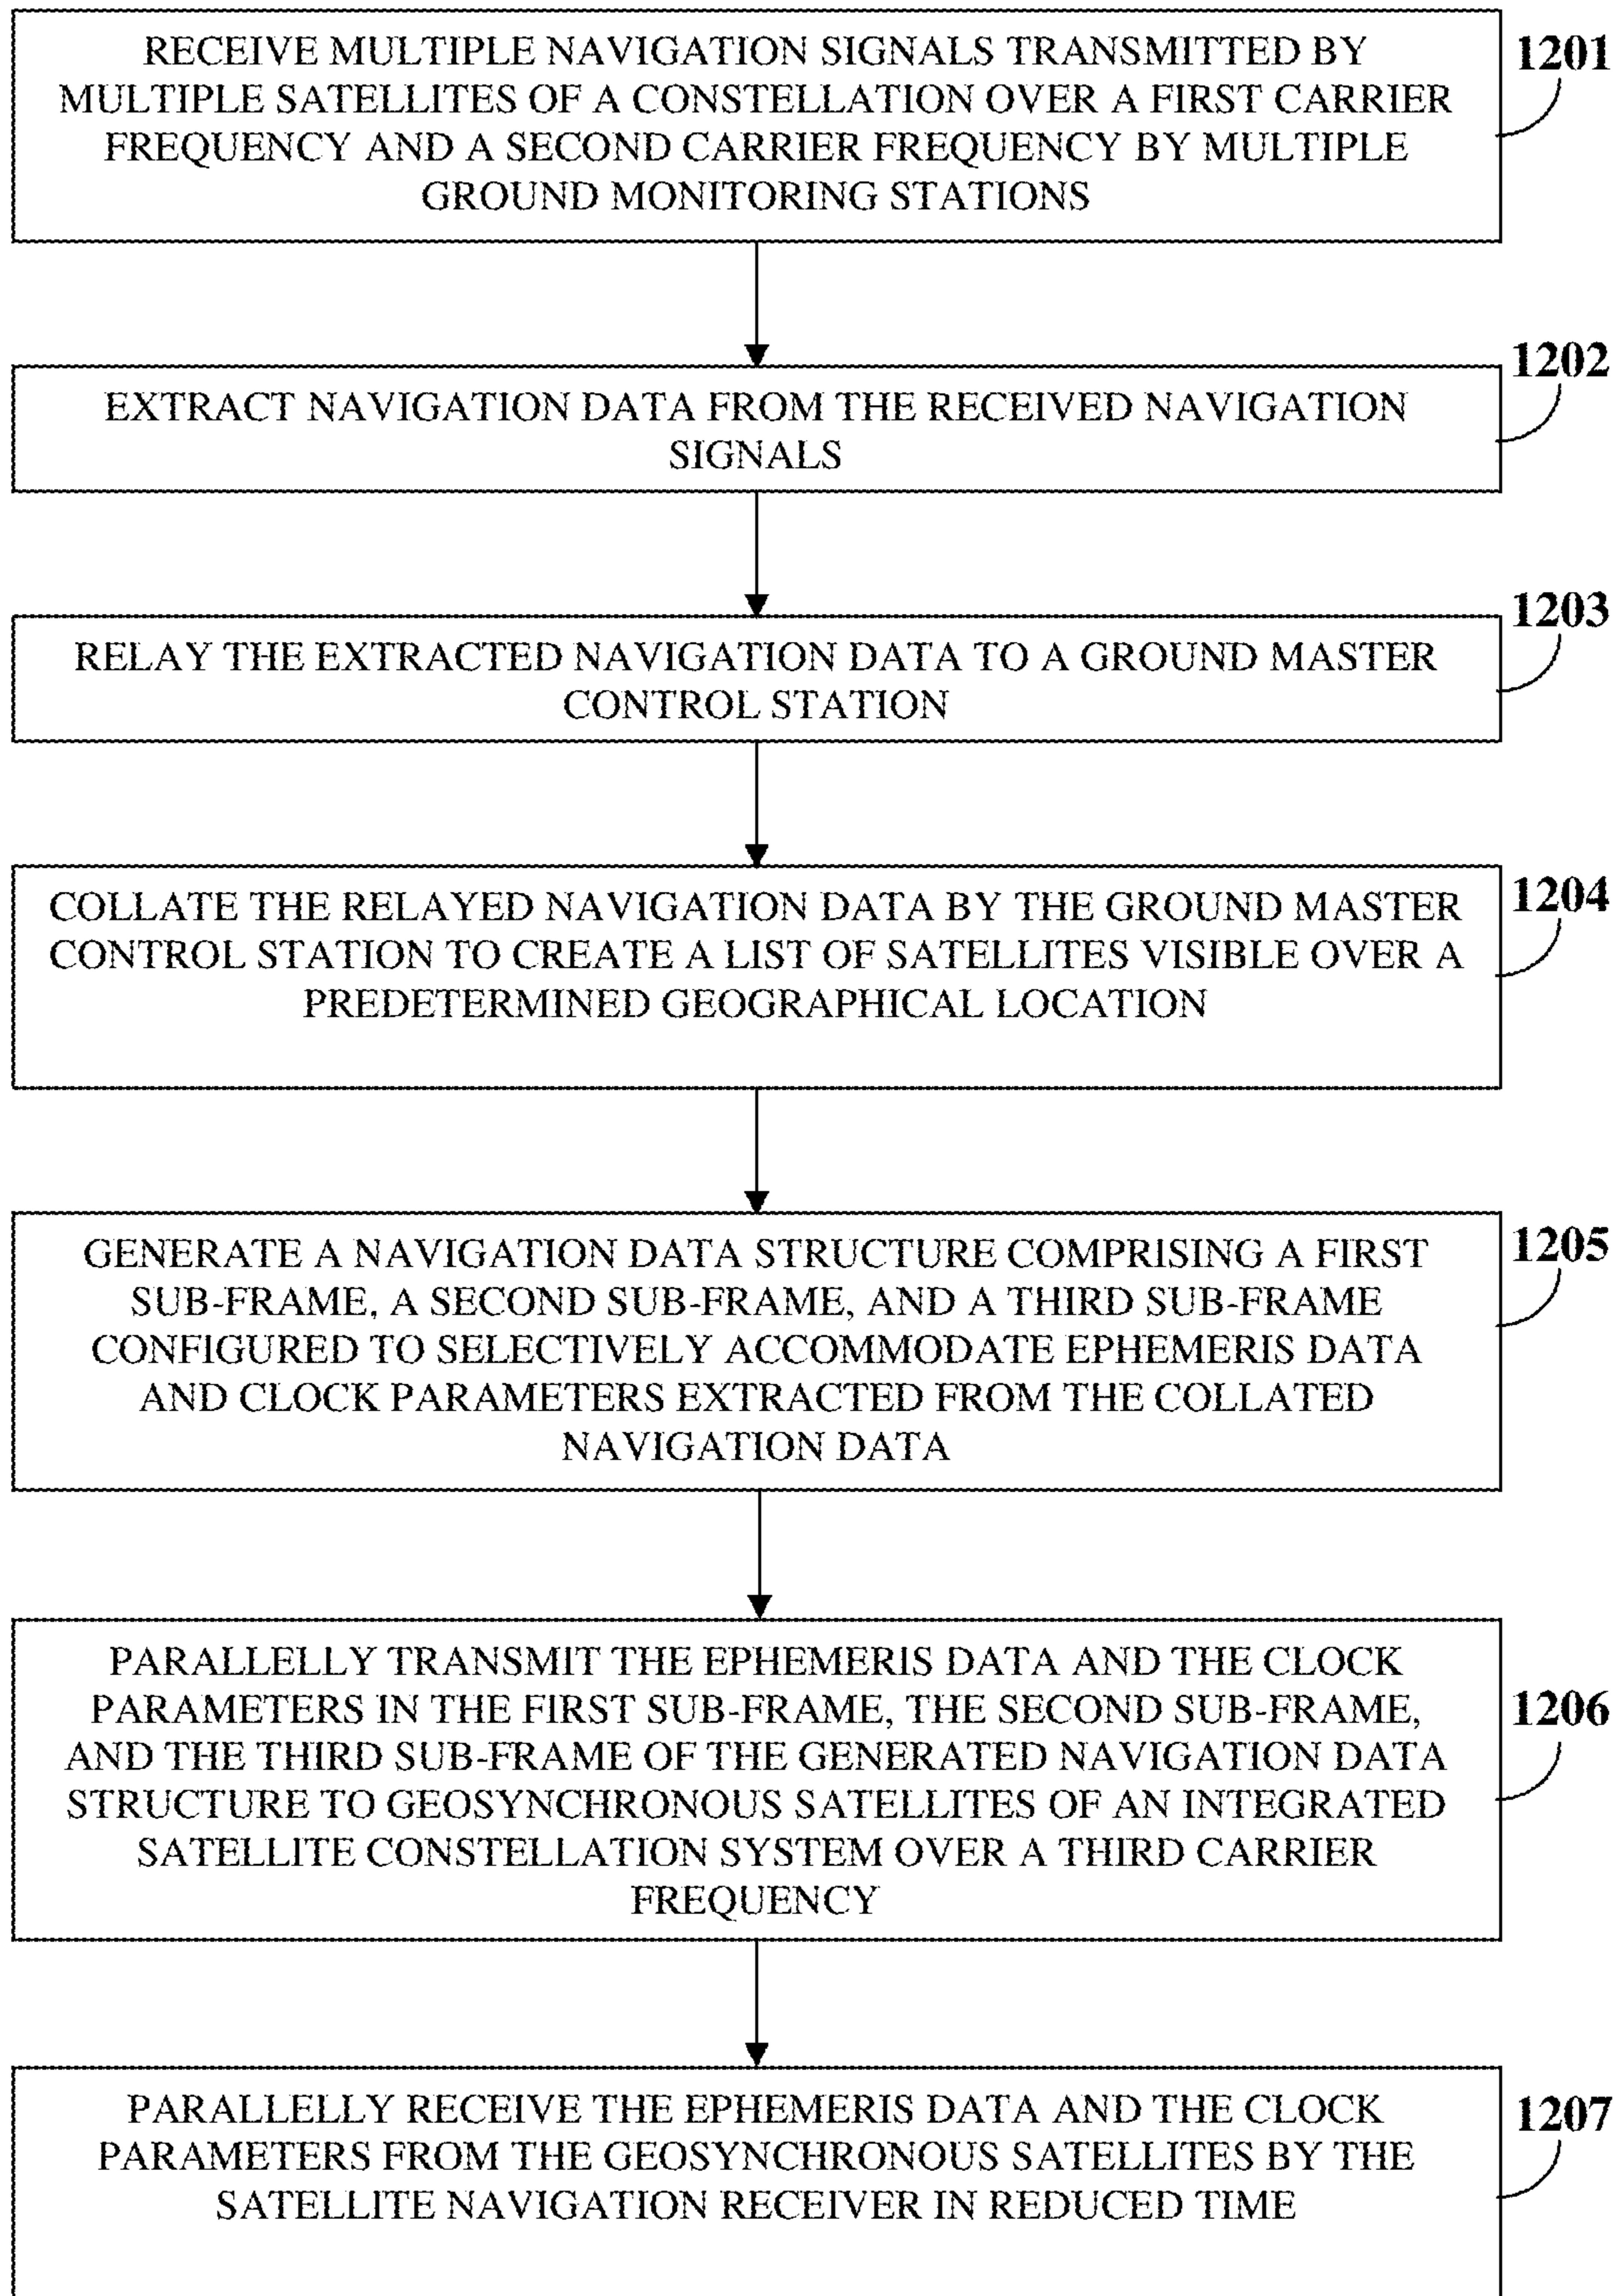 RECEIVE MULTIPLE NAVIGATION SIGNALS TRANSMITTED BY
MULTIPLE SATELLITES OF A CONSTELLATION OVER A FIRST CARRIER
FREQUENCY AND A SECOND CARRIER FREQUENCY BY MULTIPLE
GROUND MONITORING STATIONS
1201
EXTRACT NAVIGATION DATA FROM THE RECEIVED NAVIGATION
SIGNALS
1202
RELAY THE EXTRACTED NAVIGATION DATA TO A GROUND MASTER
CONTROL STATION
1203
COLLATE THE RELAYED NAVIGATION DATA BY THE GROUND MASTER
CONTROL STATION TO CREATE A LIST OF SATELLITES VISIBLE OVER A
PREDETERMINED GEOGRAPHICAL LOCATION
1204
GENERATE A NAVIGATION DATA STRUCTURE COMPRISING A FIRST
SUB-FRAME, A SECOND SUB-FRAME, AND A THIRD SUB-FRAME
CONFIGURED TO SELECTIVELY ACCOMMODATE EPHEMERIS DATA
AND CLOCK PARAMETERS EXTRACTED FROM THE COLLATED
NAVIGATION DATA
1205
PARALLELLY TRANSMIT THE EPHEMERIS DATA AND THE CLOCK
PARAMETERS IN THE FIRST SUB-FRAME, THE SECOND SUB-FRAME,
AND THE THIRD SUB-FRAME OF THE GENERATED NAVIGATION DATA
STRUCTURE TO GEOSYNCHRONOUS SATELLITES OF AN INTEGRATED
SATELLITE CONSTELLATION SYSTEM OVER A THIRD CARRIER
FREQUENCY
1206
PARALLELLY RECEIVE THE EPHEMERIS DATA AND THE CLOCK
PARAMETERS FROM THE GEOSYNCHRONOUS SATELLITES BY THE
SATELLITE NAVIGATION RECEIVER IN REDUCED TIME
1207